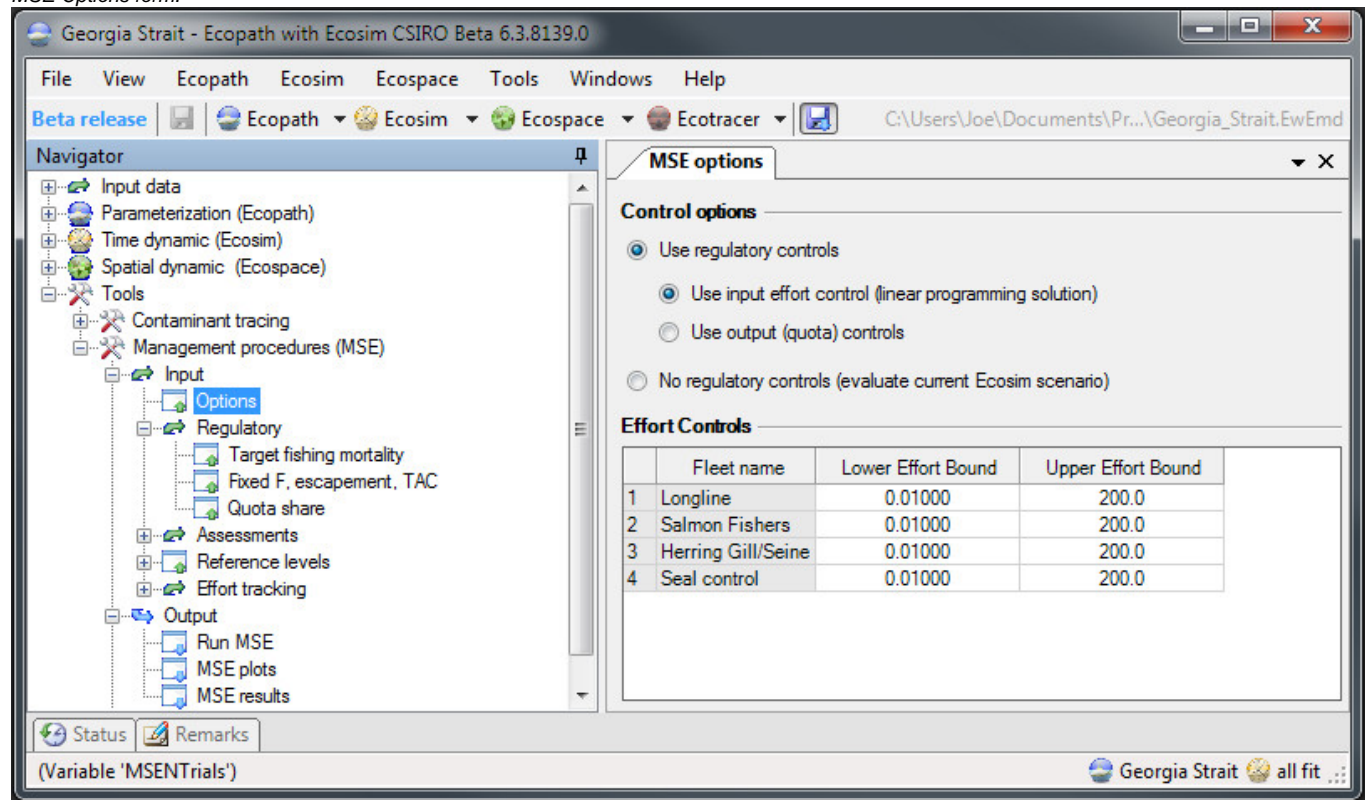 MSE Options form.
Georgia Strait - Ecopath with Ecosim CSIRO Beta 6.3.8139.0
File View Ecopath Ecosim Ecospace Tools Windows Help
Beta release Ecopath Ecosim Ecospace Ecotracer C:\Users\Joe\Documents\Pr...\Georgia_Strait.EwEmd
Navigator
Input data
Parameterization (Ecopath)
Time dynamic (Ecosim)
Spatial dynamic (Ecospace)
Tools
Contaminant tracing
Management procedures (MSE)
Input
Options
Regulatory
Target fishing mortality
Fixed F, escapement, TAC
Quota share
Assessments
Reference levels
Effort tracking
Output
Run MSE
MSE plots
MSE results
MSE options
Control options
Use regulatory controls
Use input effort control (linear programming solution)
Use output (quota) controls
No regulatory controls (evaluate current Ecosim scenario)
Effort Controls
Fleet name Lower Effort Bound Upper Effort Bound
1 Longline 0.01000 200.0
2 Salmon Fishers 0.01000 200.0
3 Herring Gill/Seine 0.01000 200.0
4 Seal control 0.01000 200.0
Status Remarks
(Variable 'MSENTrials') Georgia Strait all fit